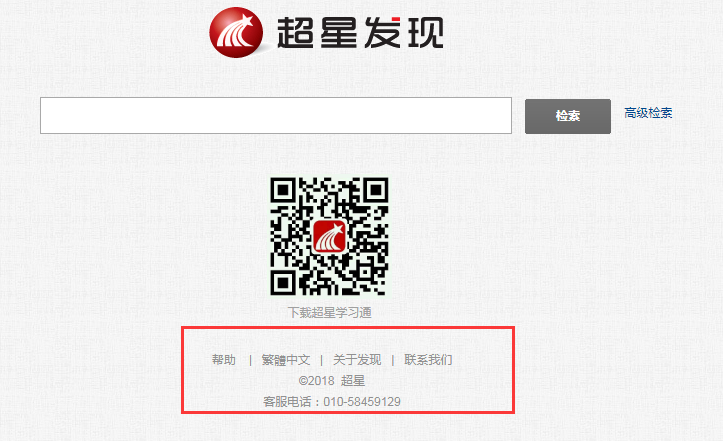 超星发现
检索 高级检索
下载超星学习通
帮助 | 繁體中文 | 关于发现 | 联系我们
©2018 超星
客服电话：010-58459129